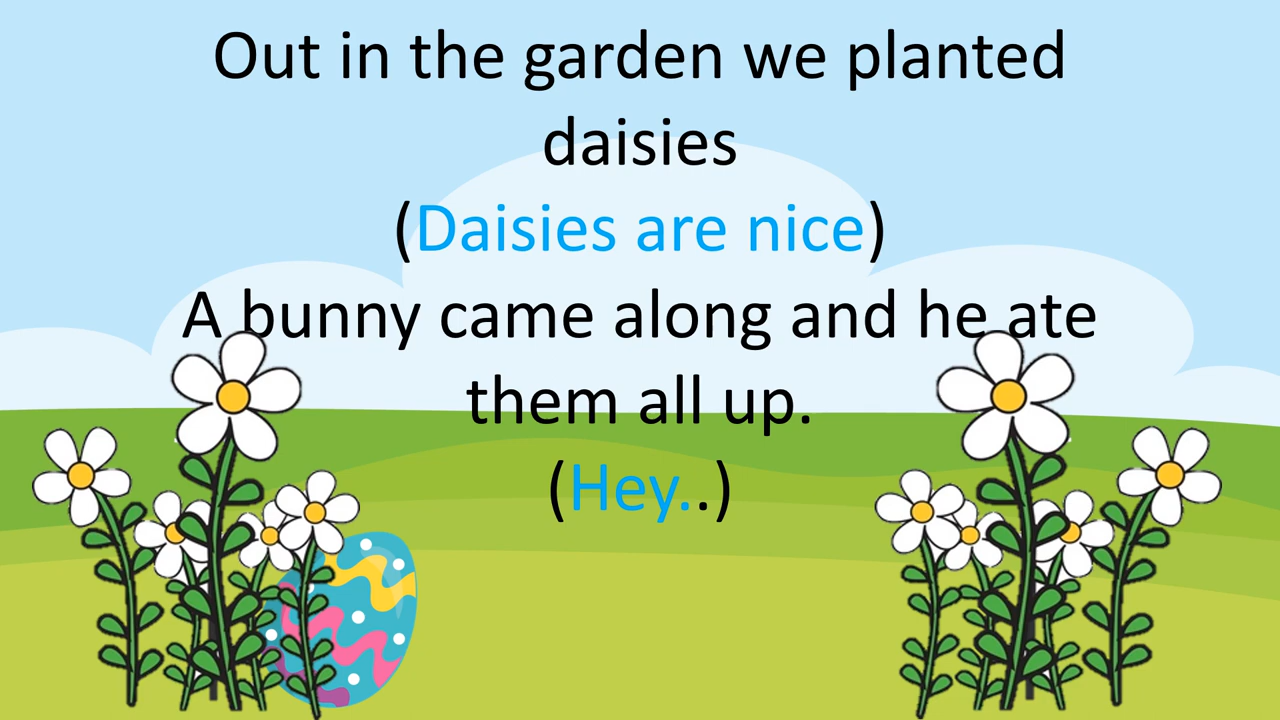 Out in the garden we planted
daisies
(Daisies are nice)
A bunny came along and he ate
them all up.
(Hey..)